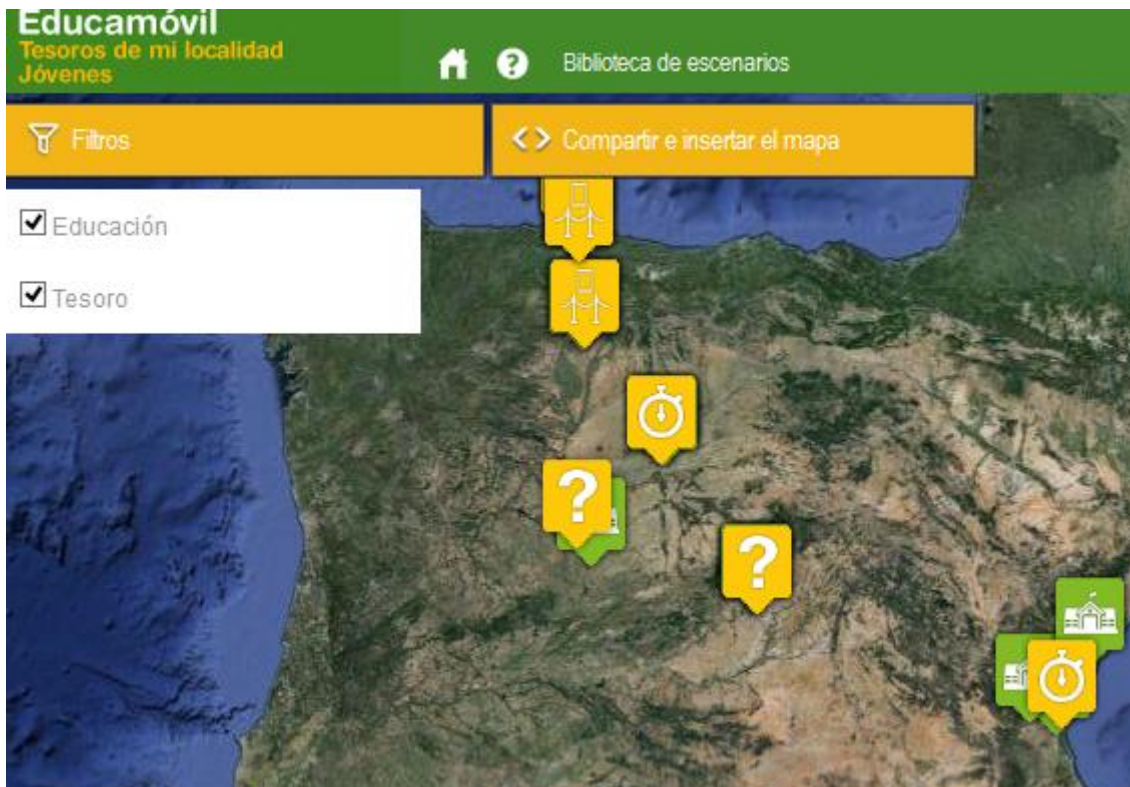 Educamóvil
Tesoros de mi localidad
Jóvenes
? Biblioteca de escenarios
Filtros
<> Compartir e insertar el mapa
Educación
Tesoro
?
?